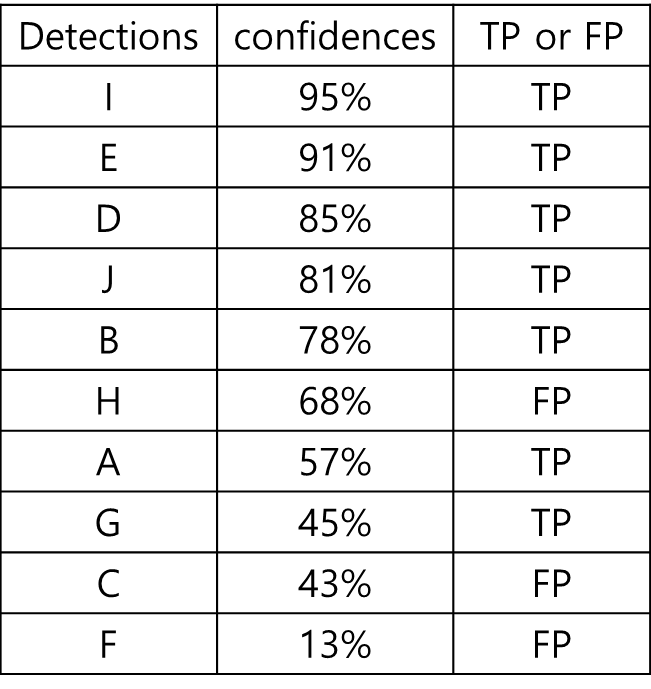 Detections confidences TP or FP
I 95% TP
E 91% TP
D 85% TP
J 81% TP
B 78% TP
H 68% FP
A 57% TP
G 45% TP
C 43% FP
F 13% FP